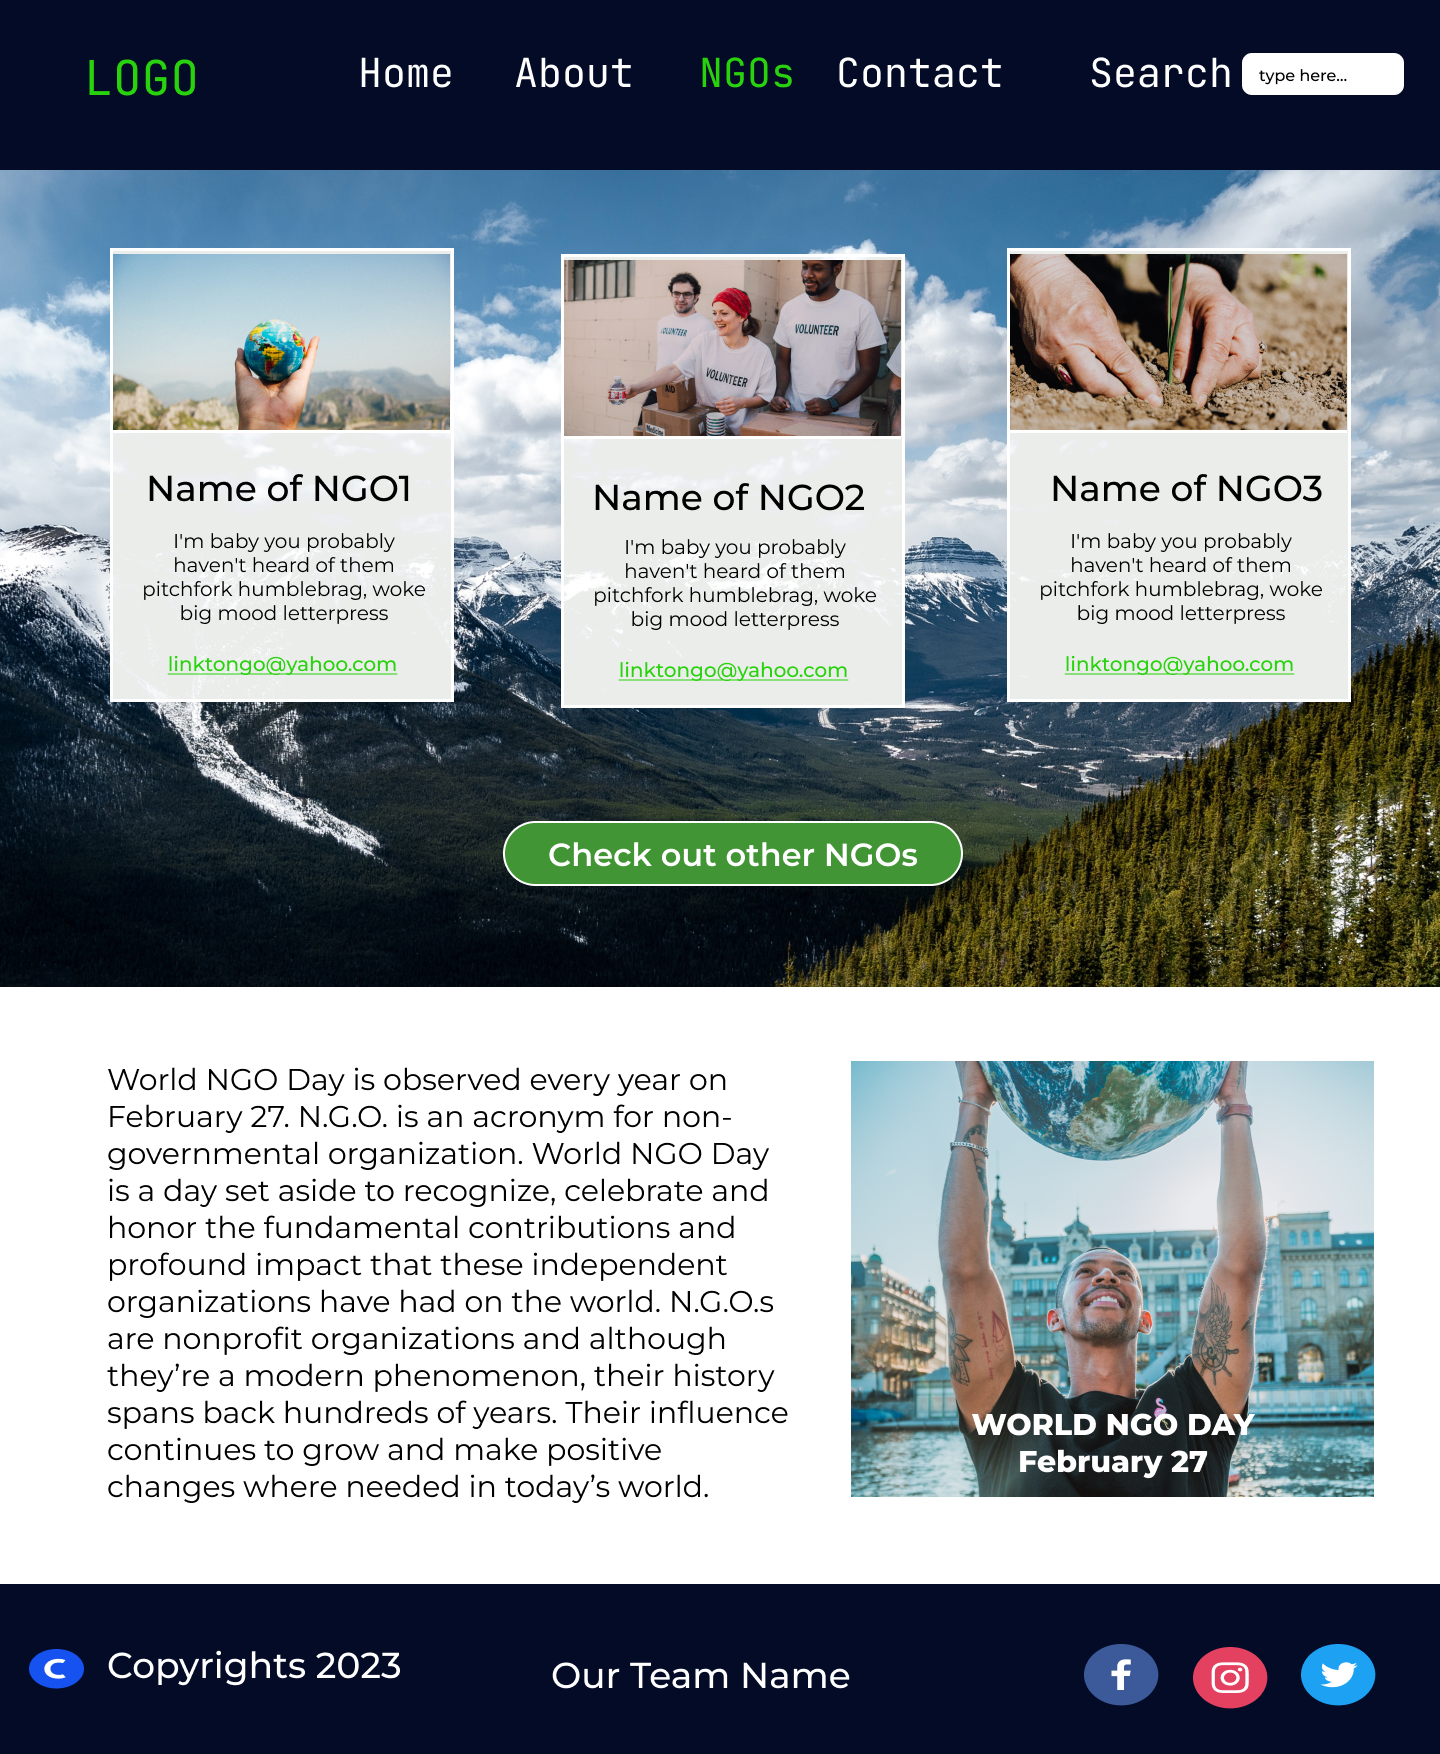 LOGO
Home About NGOs Contact Search type here...
VOLUNTEER
VOLUNTEER
VOLUNTEER
AID
Medicine
Name of NGO1
I'm baby you probably
haven't heard of them
pitchfork humblebrag, woke
big mood letterpress
linktongo@yahoo.com
Name of NGO2
I'm baby you probably
haven't heard of them
pitchfork humblebrag, woke
big mood letterpress
linktongo@yahoo.com
Name of NGO3
I'm baby you probably
haven't heard of them
pitchfork humblebrag, woke
big mood letterpress
linktongo@yahoo.com
Check out other NGOs
World NGO Day is observed every year on
February 27. N.G.O. is an acronym for non-
governmental organization. World NGO Day
is a day set aside to recognize, celebrate and
honor the fundamental contributions and
profound impact that these independent
organizations have had on the world. N.G.O.s
are nonprofit organizations and although
they’re a modern phenomenon, their history
spans back hundreds of years. Their influence
continues to grow and make positive
changes where needed in today’s world.
WORLD NGO DAY
February 27
C Copyrights 2023
Our Team Name
f